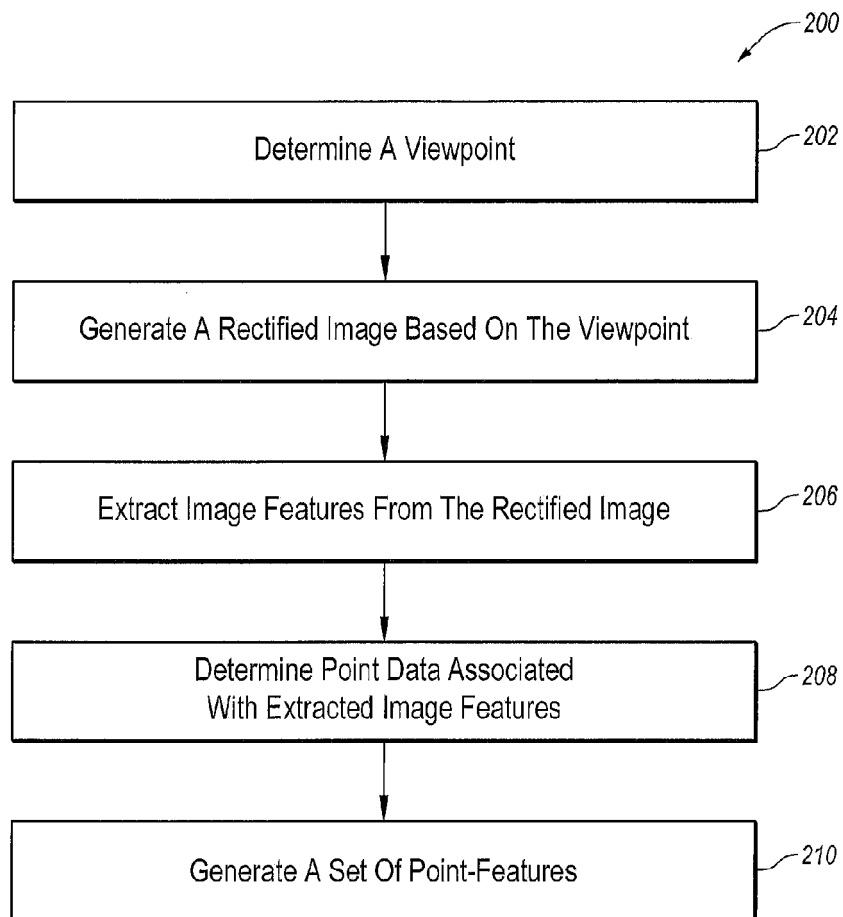 200
Determine A Viewpoint
202
Generate A Rectified Image Based On The Viewpoint
204
Extract Image Features From The Rectified Image
206
Determine Point Data Associated
With Extracted Image Features
208
Generate A Set Of Point-Features
210